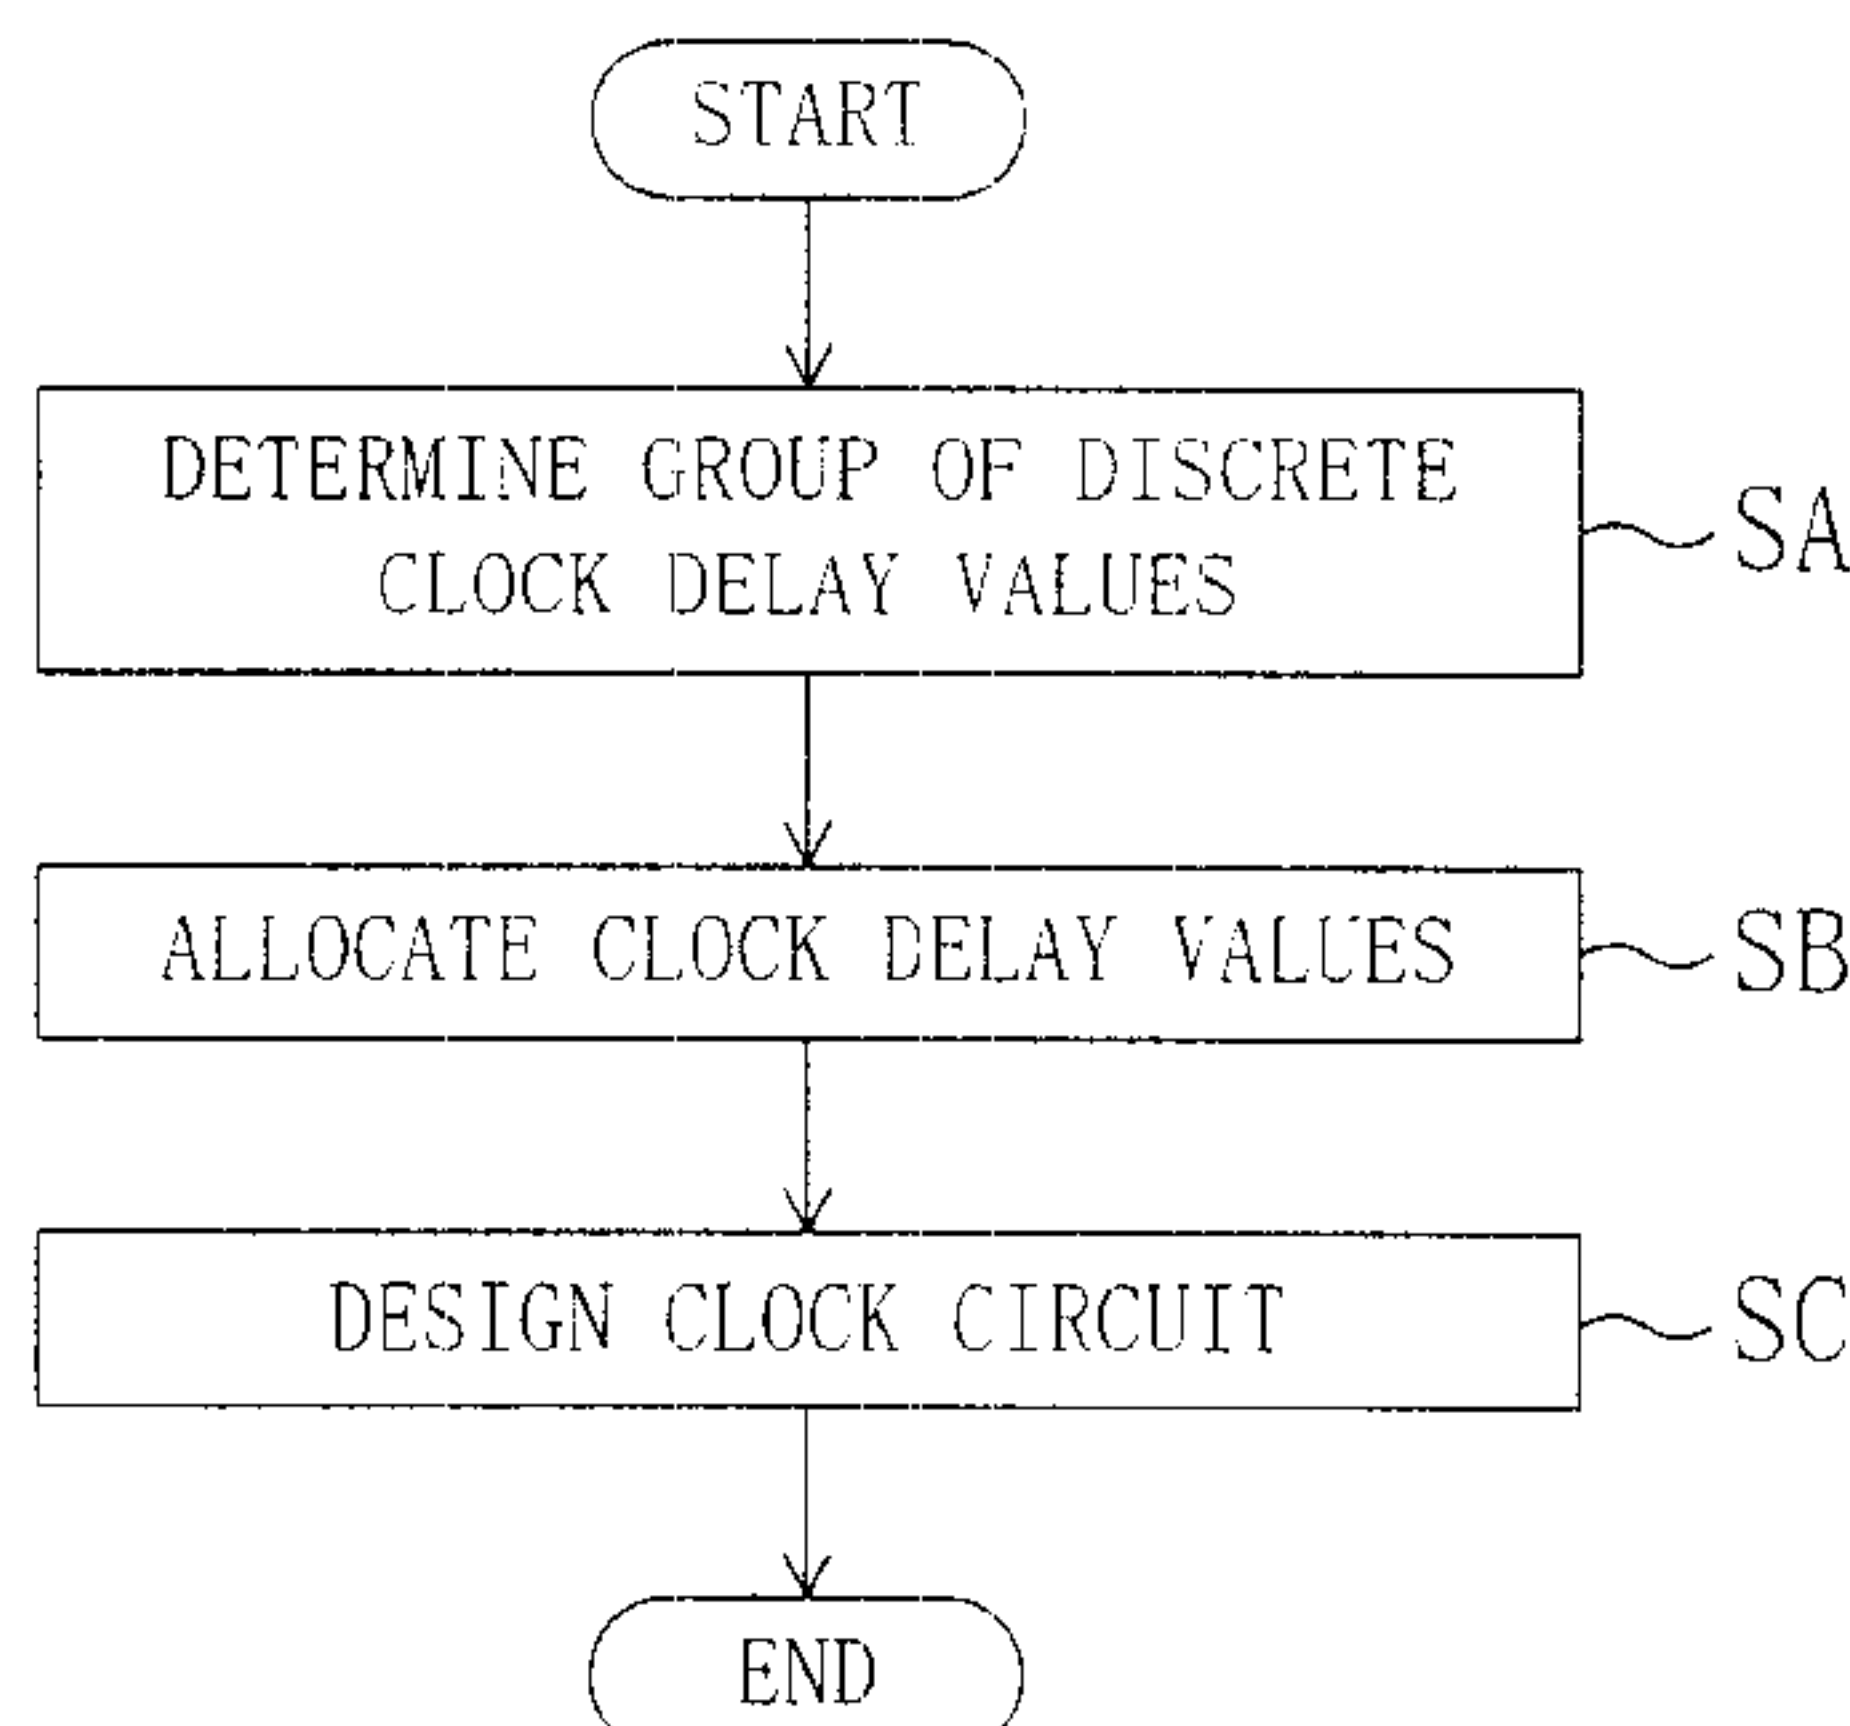 START
DETERMINE GROUP OF DISCRETE
CLOCK DELAY VALUES
SA
ALLOCATE CLOCK DELAY VALUES
SB
DESIGN CLOCK CIRCUIT
SC
END